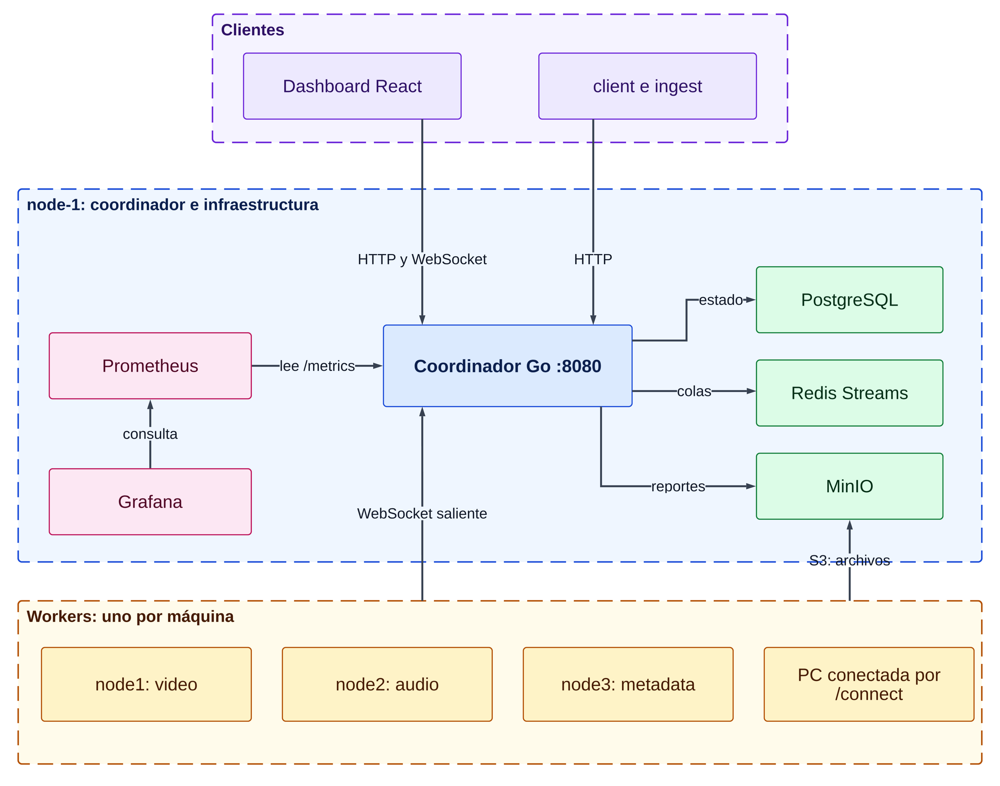 Clientes
Dashboard React
client e ingest
node-1: coordinador e infraestructura
HTTP y WebSocket
HTTP
estado
PostgreSQL
Prometheus
lee /metrics
Coordinador Go :8080
colas
Redis Streams
consulta
reportes
MinIO
Grafana
WebSocket saliente
S3: archivos
Workers: uno por máquina
node1: video
node2: audio
node3: metadata
PC conectada por
/connect